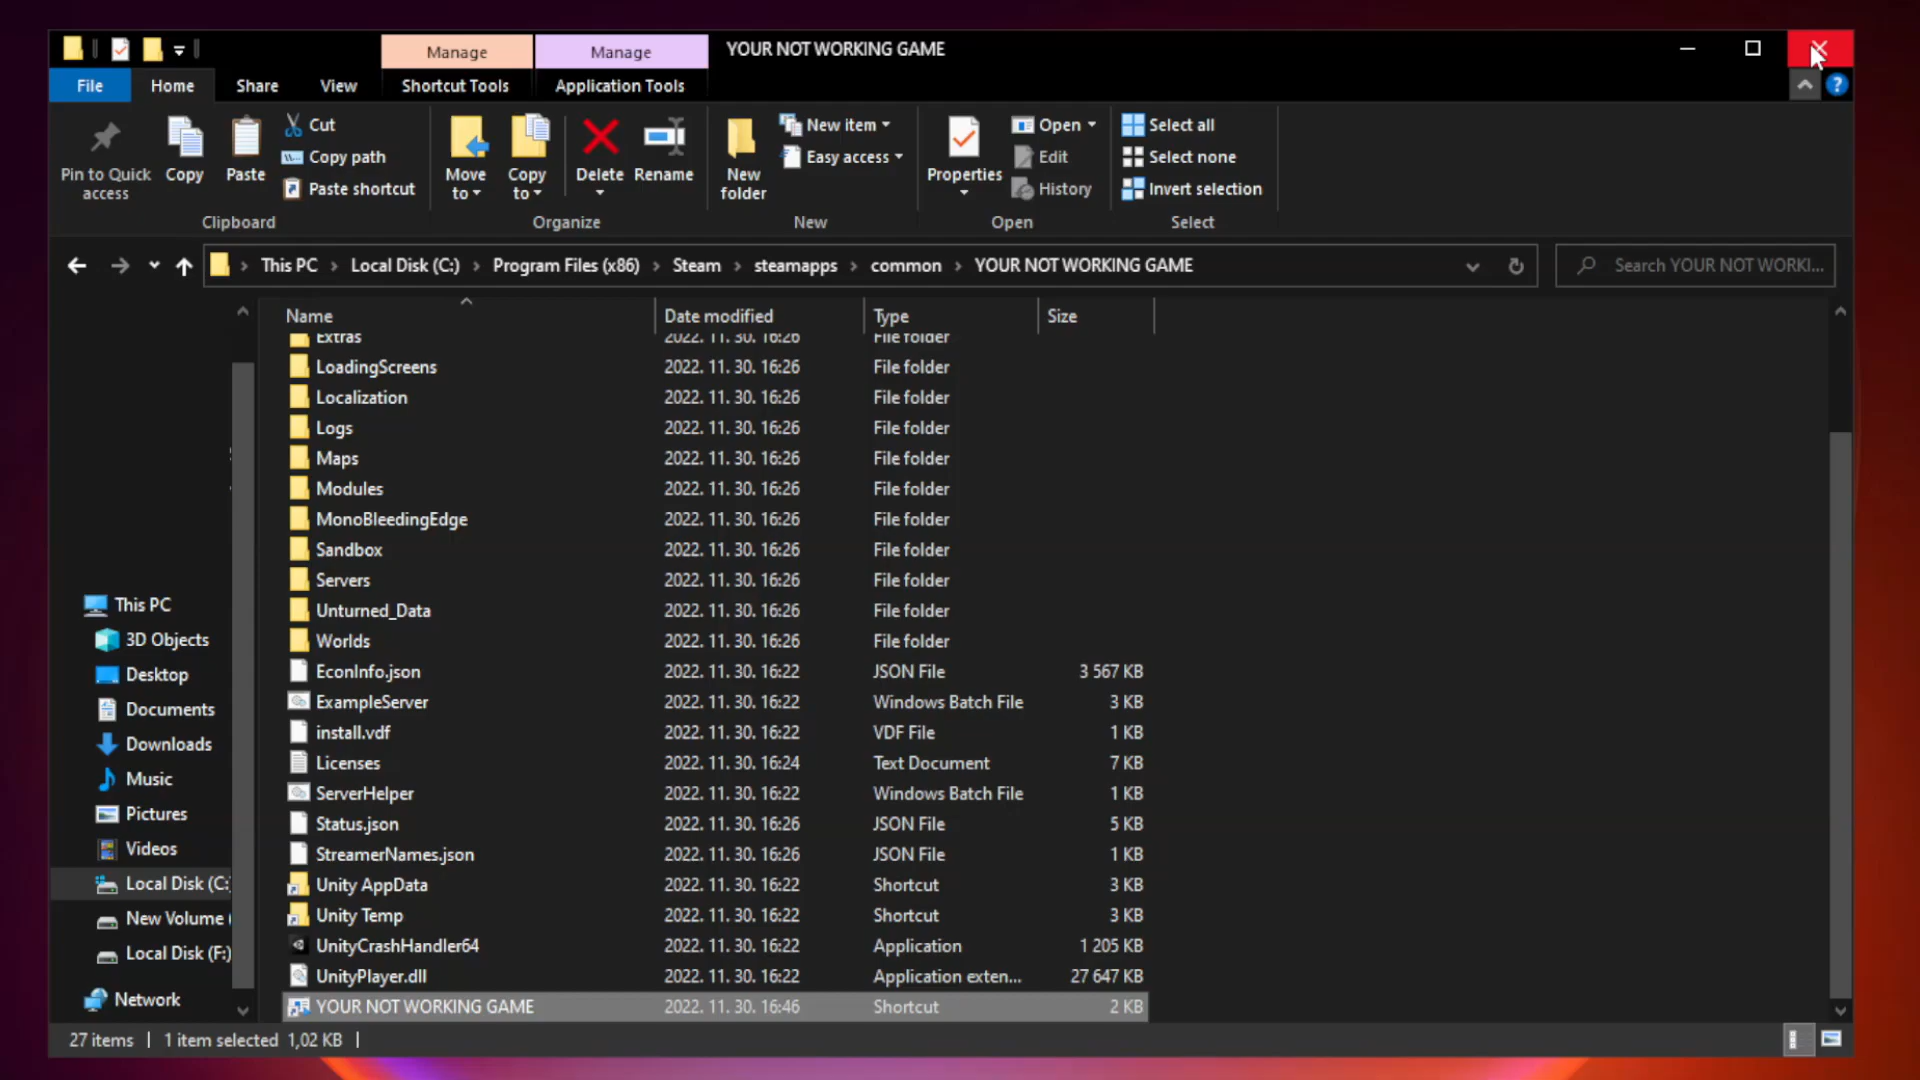 Manage Manage YOUR NOT WORKING GAME
File Home Share View Shortcut Tools Application Tools
Pin to Quick access
Copy
Paste
Cut
Copy path
Paste shortcut
Clipboard
Move to
Copy to
Delete
Rename
Organize
New folder
New item
Easy access
New
Properties
Open
Edit
History
Open
Select all
Select none
Invert selection
Select
This PC > Local Disk (C:) > Program Files (x86) > Steam > steamapps > common > YOUR NOT WORKING GAME
Search YOUR NOT WORKI...
This PC
3D Objects
Desktop
Documents
Downloads
Music
Pictures
Videos
Local Disk (C:
New Volume (
Local Disk (F:)
Network
Name Date modified Type Size
Extras 2022. 11. 30. 16:26 File folder
LoadingScreens 2022. 11. 30. 16:26 File folder
Localization 2022. 11. 30. 16:26 File folder
Logs 2022. 11. 30. 16:26 File folder
Maps 2022. 11. 30. 16:26 File folder
Modules 2022. 11. 30. 16:26 File folder
MonoBleedingEdge 2022. 11. 30. 16:26 File folder
Sandbox 2022. 11. 30. 16:26 File folder
Servers 2022. 11. 30. 16:26 File folder
Unturned_Data 2022. 11. 30. 16:26 File folder
Worlds 2022. 11. 30. 16:26 File folder
EconInfo.json 2022. 11. 30. 16:22 JSON File 3 567 KB
ExampleServer 2022. 11. 30. 16:22 Windows Batch File 3 KB
install.vdf 2022. 11. 30. 16:22 VDF File 1 KB
Licenses 2022. 11. 30. 16:24 Text Document 7 KB
ServerHelper 2022. 11. 30. 16:22 Windows Batch File 1 KB
Status.json 2022. 11. 30. 16:26 JSON File 5 KB
StreamerNames.json 2022. 11. 30. 16:26 JSON File 1 KB
Unity AppData 2022. 11. 30. 16:22 Shortcut 3 KB
Unity Temp 2022. 11. 30. 16:22 Shortcut 3 KB
UnityCrashHandler64 2022. 11. 30. 16:22 Application 1 205 KB
UnityPlayer.dll 2022. 11. 30. 16:22 Application exten... 27 647 KB
YOUR NOT WORKING GAME 2022. 11. 30. 16:46 Shortcut 2 KB
27 items | 1 item selected 1,02 KB |